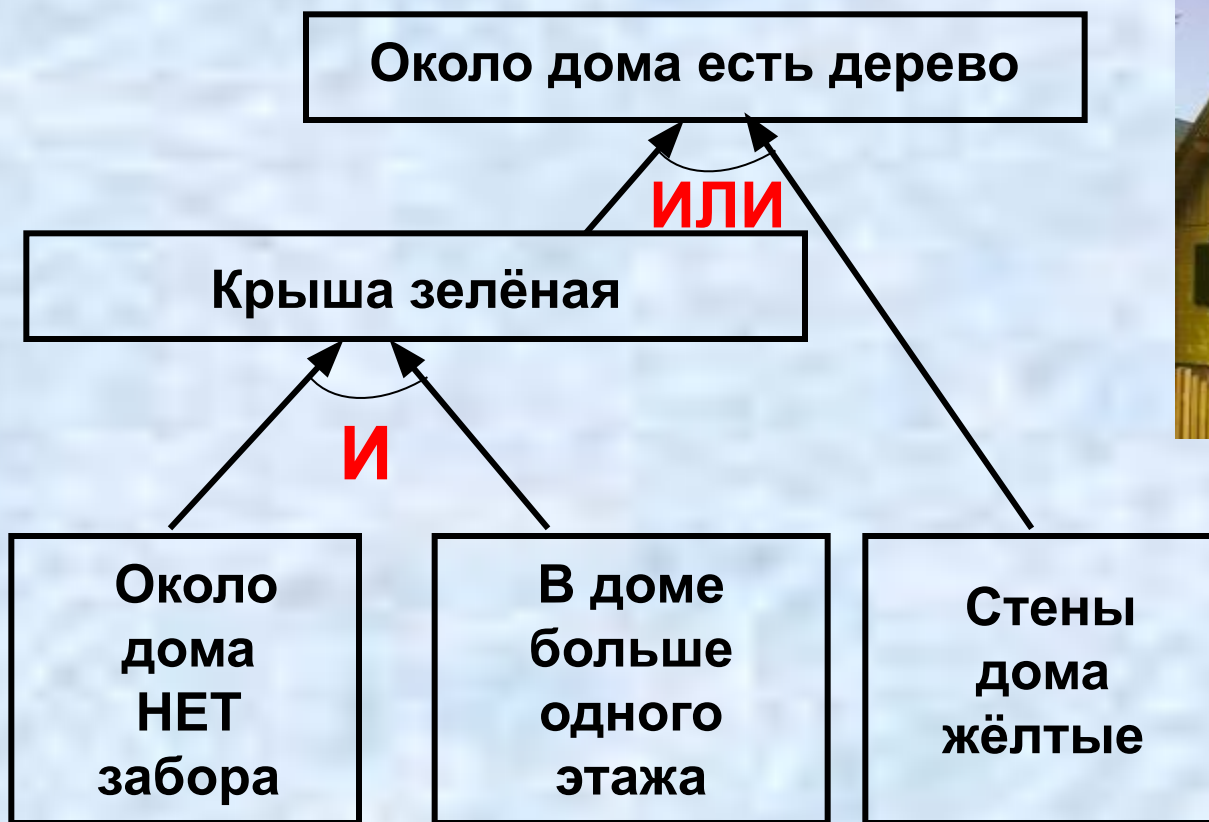 Около дома есть дерево
ИЛИ
Крыша зелёная
И
Около
дома
НЕТ
забора
В доме
больше
одного
этажа
Стены
дома
жёлтые